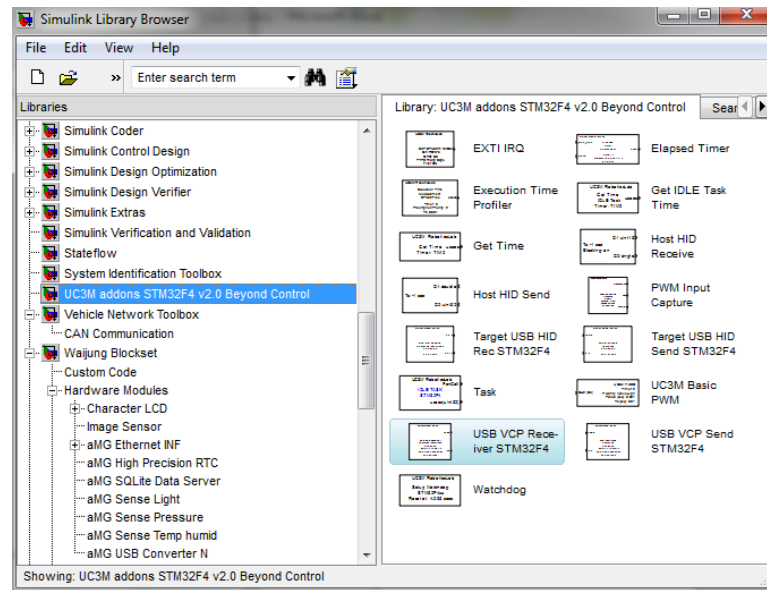 Simulink Library Browser
File Edit View Help
» Enter search term
Libraries
Simulink Coder
Simulink Control Design
Simulink Design Optimization
Simulink Design Verifier
Simulink Extras
Simulink Verification and Validation
Stateflow
System Identification Toolbox
UC3M addons STM32F4 v2.0 Beyond Control
Vehicle Network Toolbox
CAN Communication
Waijung Blockset
Custom Code
Hardware Modules
Character LCD
Image Sensor
aMG Ethernet INF
aMG High Precision RTC
aMG SQLite Data Server
aMG Sense Light
aMG Sense Pressure
aMG Sense Temp humid
aMG USB Converter N
Library: UC3M addons STM32F4 v2.0 Beyond Control
Sear
EXTI IRQ
Elapsed Timer
Execution Time
Profiler
Get IDLE Task
Time
Get Time
Host HID
Receive
Host HID Send
PWM Input
Capture
Target USB HID
Rec STM32F4
Target USB HID
Send STM32F4
Task
UC3M Basic
PWM
USB VCP Rece-
iver STM32F4
USB VCP Send
STM32F4
Watchdog
Showing: UC3M addons STM32F4 v2.0 Beyond Control